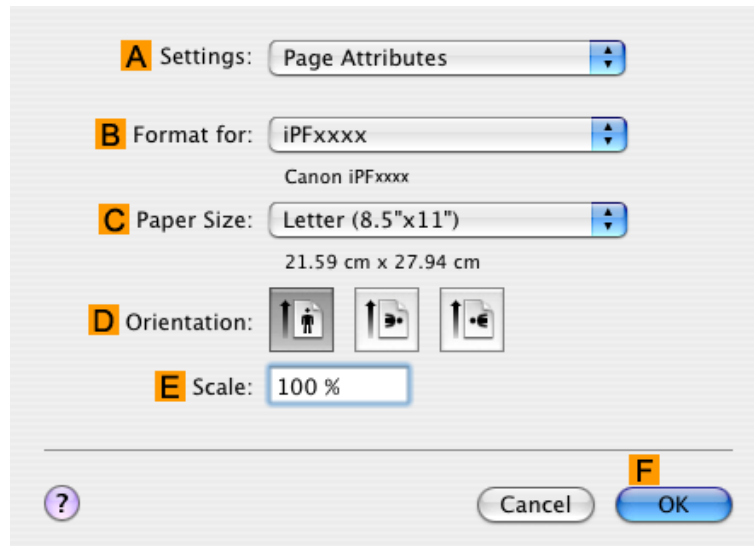 A Settings: Page Attributes
B Format for: iPFxxxx
Canon iPFxxxx
C Paper Size: Letter (8.5"x11")
21.59 cm x 27.94 cm
D Orientation:
E Scale: 100 %
F
? Cancel OK